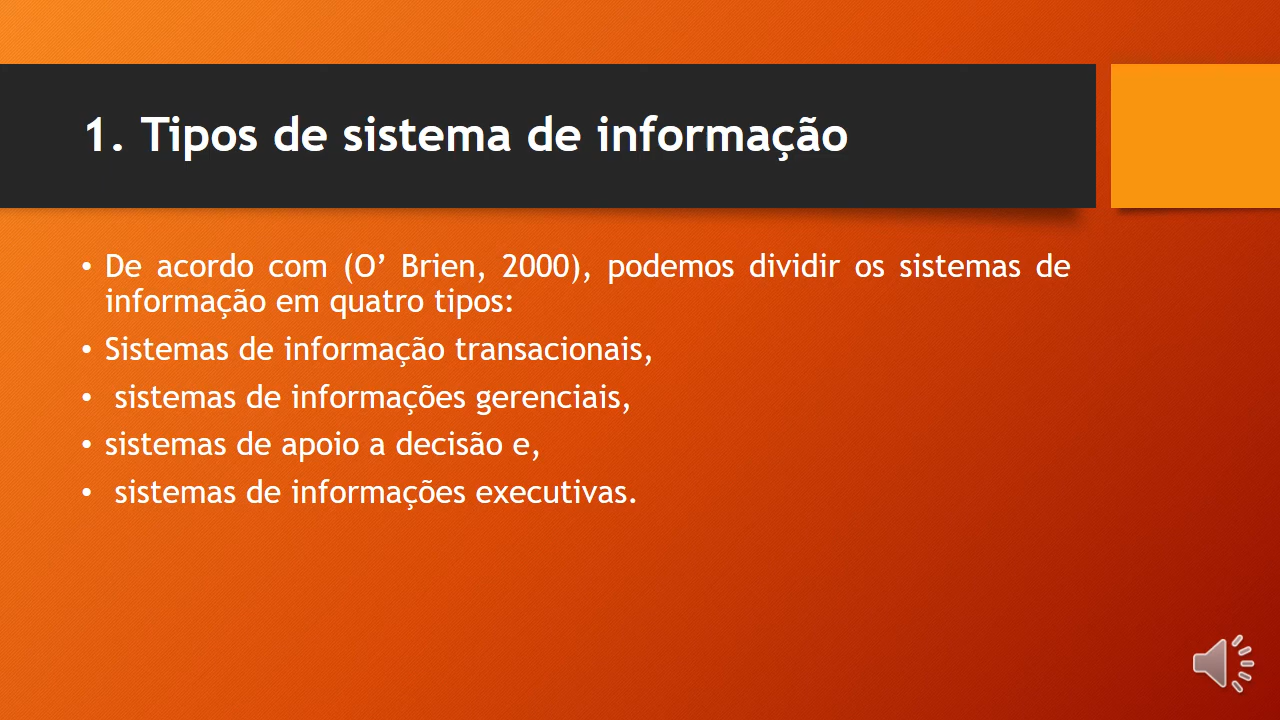 1. Tipos de sistema de informação
• De acordo com (O’ Brien, 2000), podemos dividir os sistemas de
informação em quatro tipos:
• Sistemas de informação transacionais,
• sistemas de informações gerenciais,
• sistemas de apoio a decisão e,
• sistemas de informações executivas.